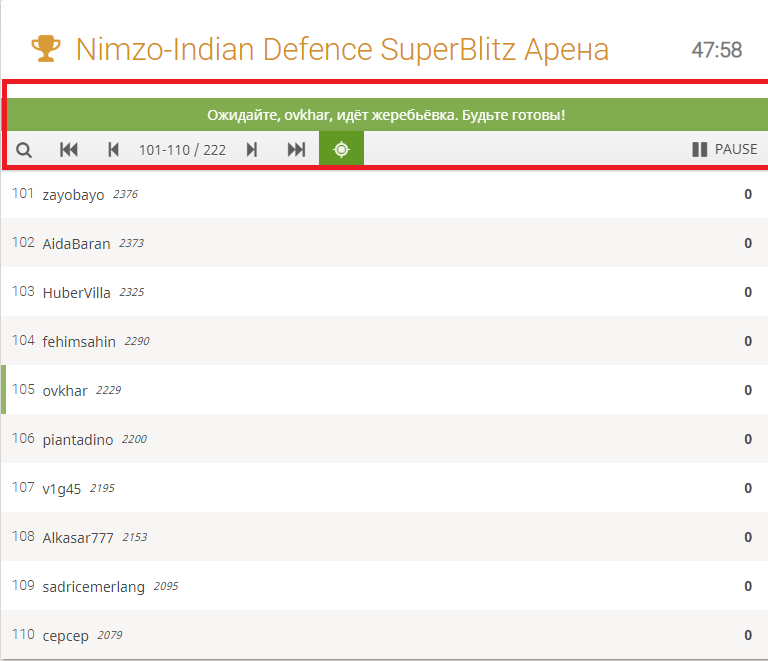 Nimzo-Indian Defence SuperBlitz Арена 47:58
Ожидайте, ovkhar, идёт жеребьёвка. Будьте готовы!
101-110 / 222 PAUSE
101 zayobayo 2376 0
102 AidaBaran 2373 0
103 HuberVilla 2325 0
104 fehimsahin 2290 0
105 ovkhar 2229 0
106 piantadino 2200 0
107 v1g45 2195 0
108 Alkasar777 2153 0
109 sadricemerlang 2095 0
110 cepcep 2079 0